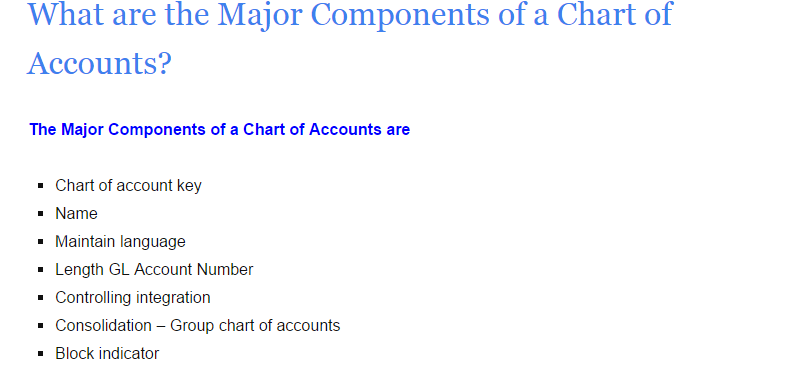 What are the Major Components of a Chart of
Accounts?
The Major Components of a Chart of Accounts are
Chart of account key
Name
Maintain language
Length GL Account Number
Controlling integration
Consolidation – Group chart of accounts
Block indicator